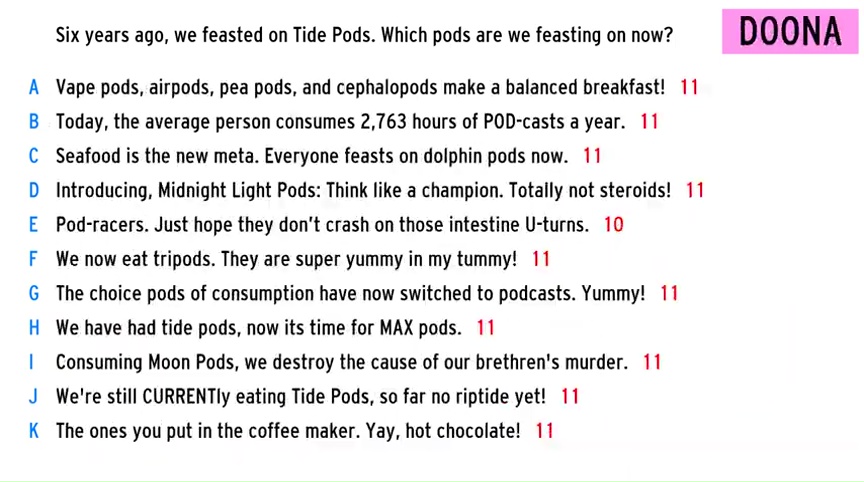 Six years ago, we feasted on Tide Pods. Which pods are we feasting on now?
DOONA
A Vape pods, airpods, pea pods, and cephalopods make a balanced breakfast! 11
B Today, the average person consumes 2,763 hours of POD-casts a year. 11
C Seafood is the new meta. Everyone feasts on dolphin pods now. 11
D Introducing, Midnight Light Pods: Think like a champion. Totally not steroids! 11
E Pod-racers. Just hope they don't crash on those intestine U-turns. 10
F We now eat tripods. They are super yummy in my tummy! 11
G The choice pods of consumption have now switched to podcasts. Yummy! 11
H We have had tide pods, now its time for MAX pods. 11
I Consuming Moon Pods, we destroy the cause of our brethren's murder. 11
J We're still CURRENTly eating Tide Pods, so far no riptide yet! 11
K The ones you put in the coffee maker. Yay, hot chocolate! 11